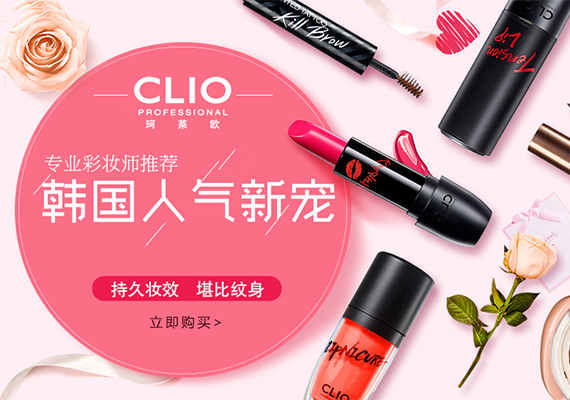 CLIO
PROFESSIONAL
珂莱欧
专业彩妆师推荐
韩国人气新宠
持久妆效 堪比纹身
立即购买>
Kill Brow
CLIO
Tension
Lip
CLIO